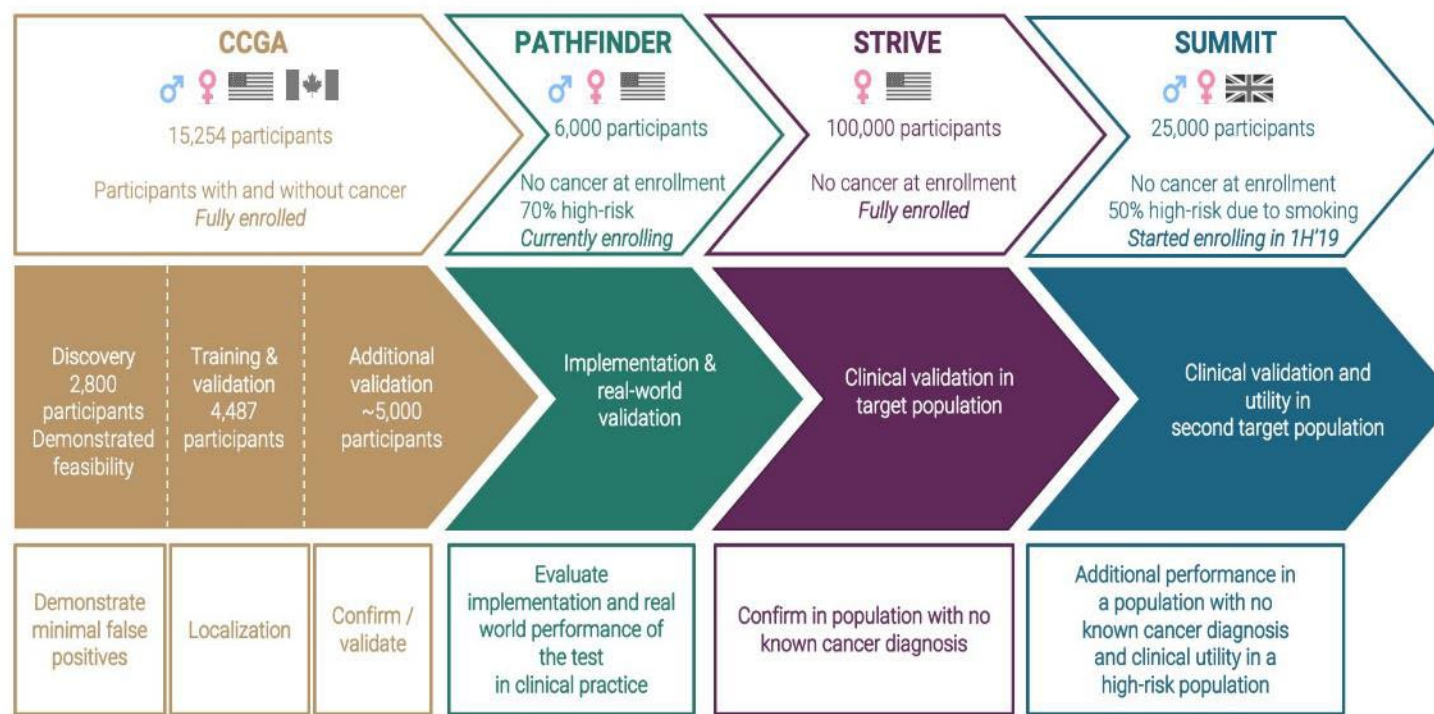 CCGA
15,254 participants
Participants with and without cancer
Fully enrolled
PATHFINDER
6,000 participants
No cancer at enrollment
70% high-risk
Currently enrolling
STRIVE
100,000 participants
No cancer at enrollment
Fully enrolled
SUMMIT
25,000 participants
No cancer at enrollment
50% high-risk due to smoking
Started enrolling in 1H'19
Discovery
2,800
participants
Demonstrated
feasibility
Training &
validation
4,487
participants
Additional
validation
~5,000
participants
Implementation &
real-world
validation
Clinical validation in
target population
Clinical validation and
utility in
second target population
Demonstrate
minimal false
positives
Localization
Confirm /
validate
Evaluate
implementation and real
world performance of
the test
in clinical practice
Confirm in population with no
known cancer diagnosis
Additional performance in
a population with no
known cancer diagnosis
and clinical utility in a
high-risk population